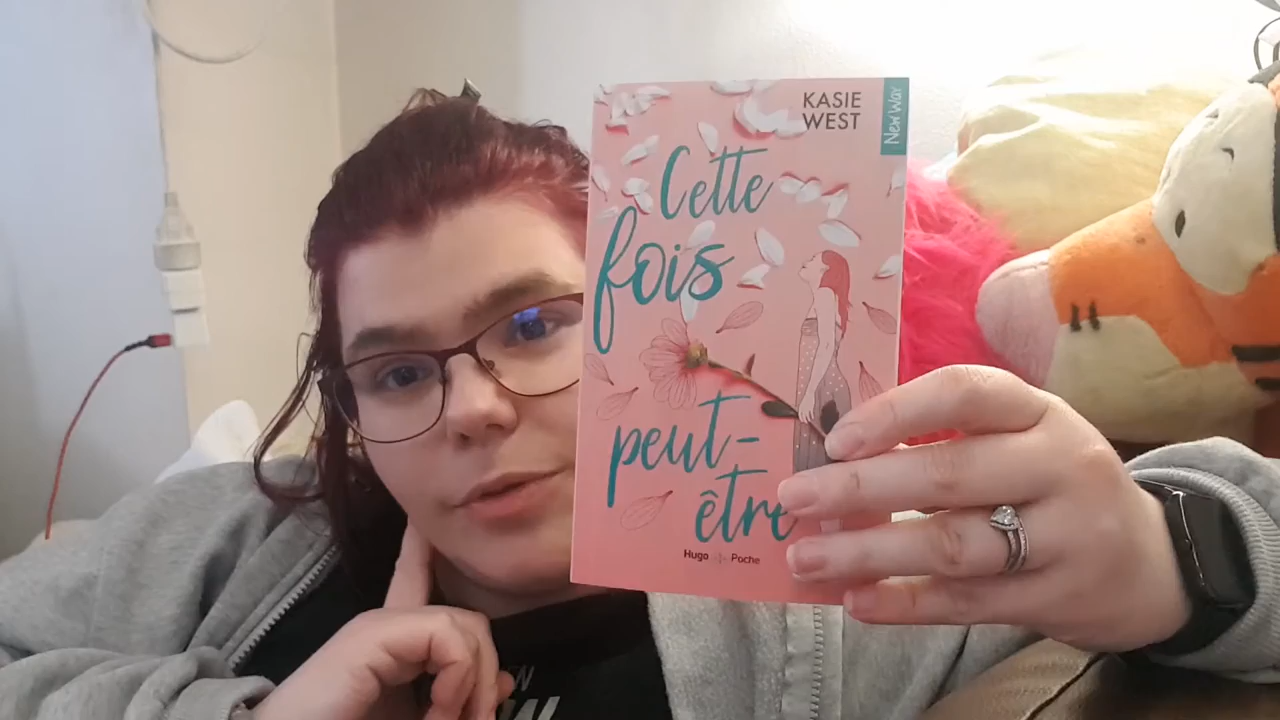 KASIE
WEST
New Way
Cette
fois
peut-
être
Hugo Poche